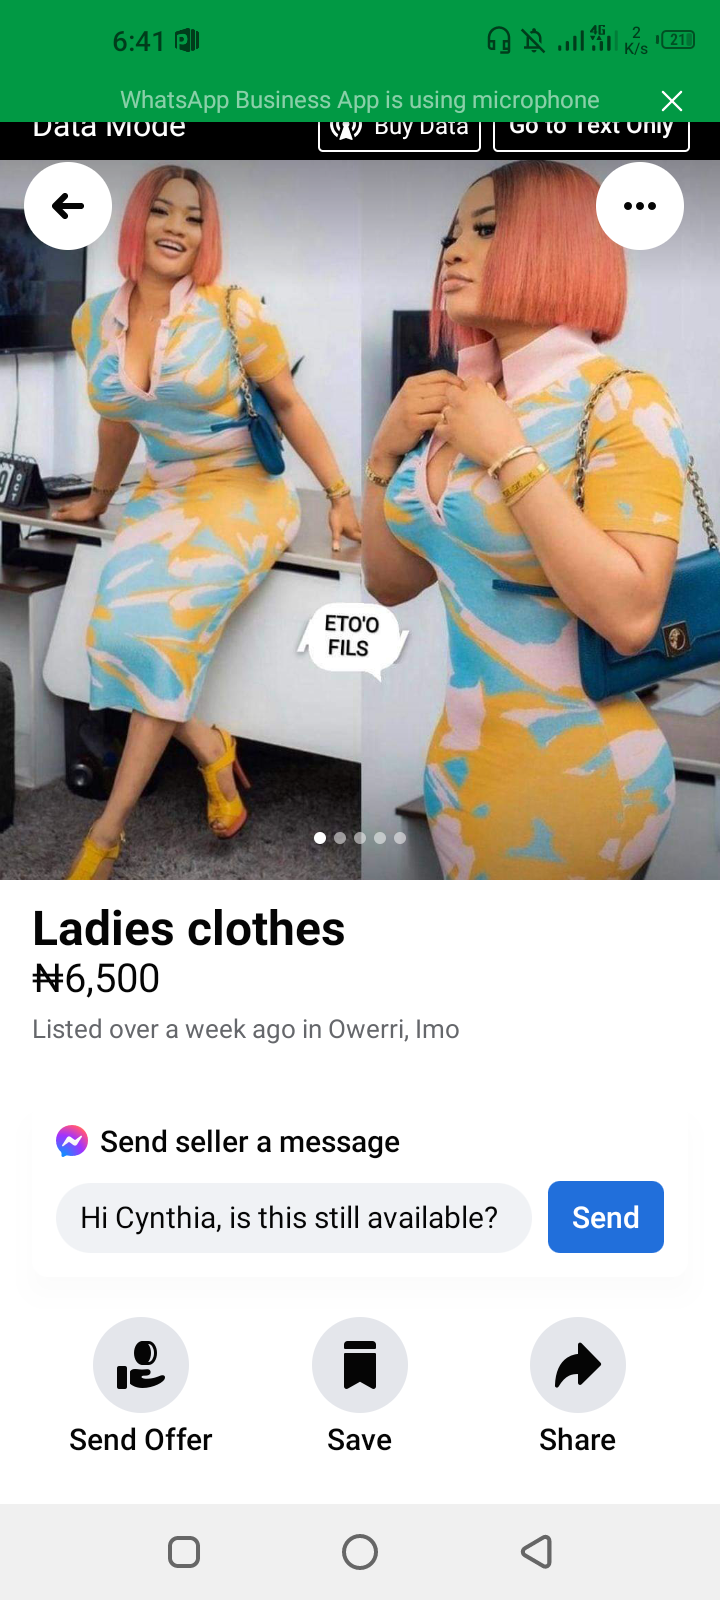 6:41
4G
2
K/s
21
WhatsApp Business App is using microphone
Data Mode
Buy Data
Go to Text Only
ETO'O
FILS
Ladies clothes
₦6,500
Listed over a week ago in Owerri, Imo
Send seller a message
Hi Cynthia, is this still available?
Send
Send Offer
Save
Share